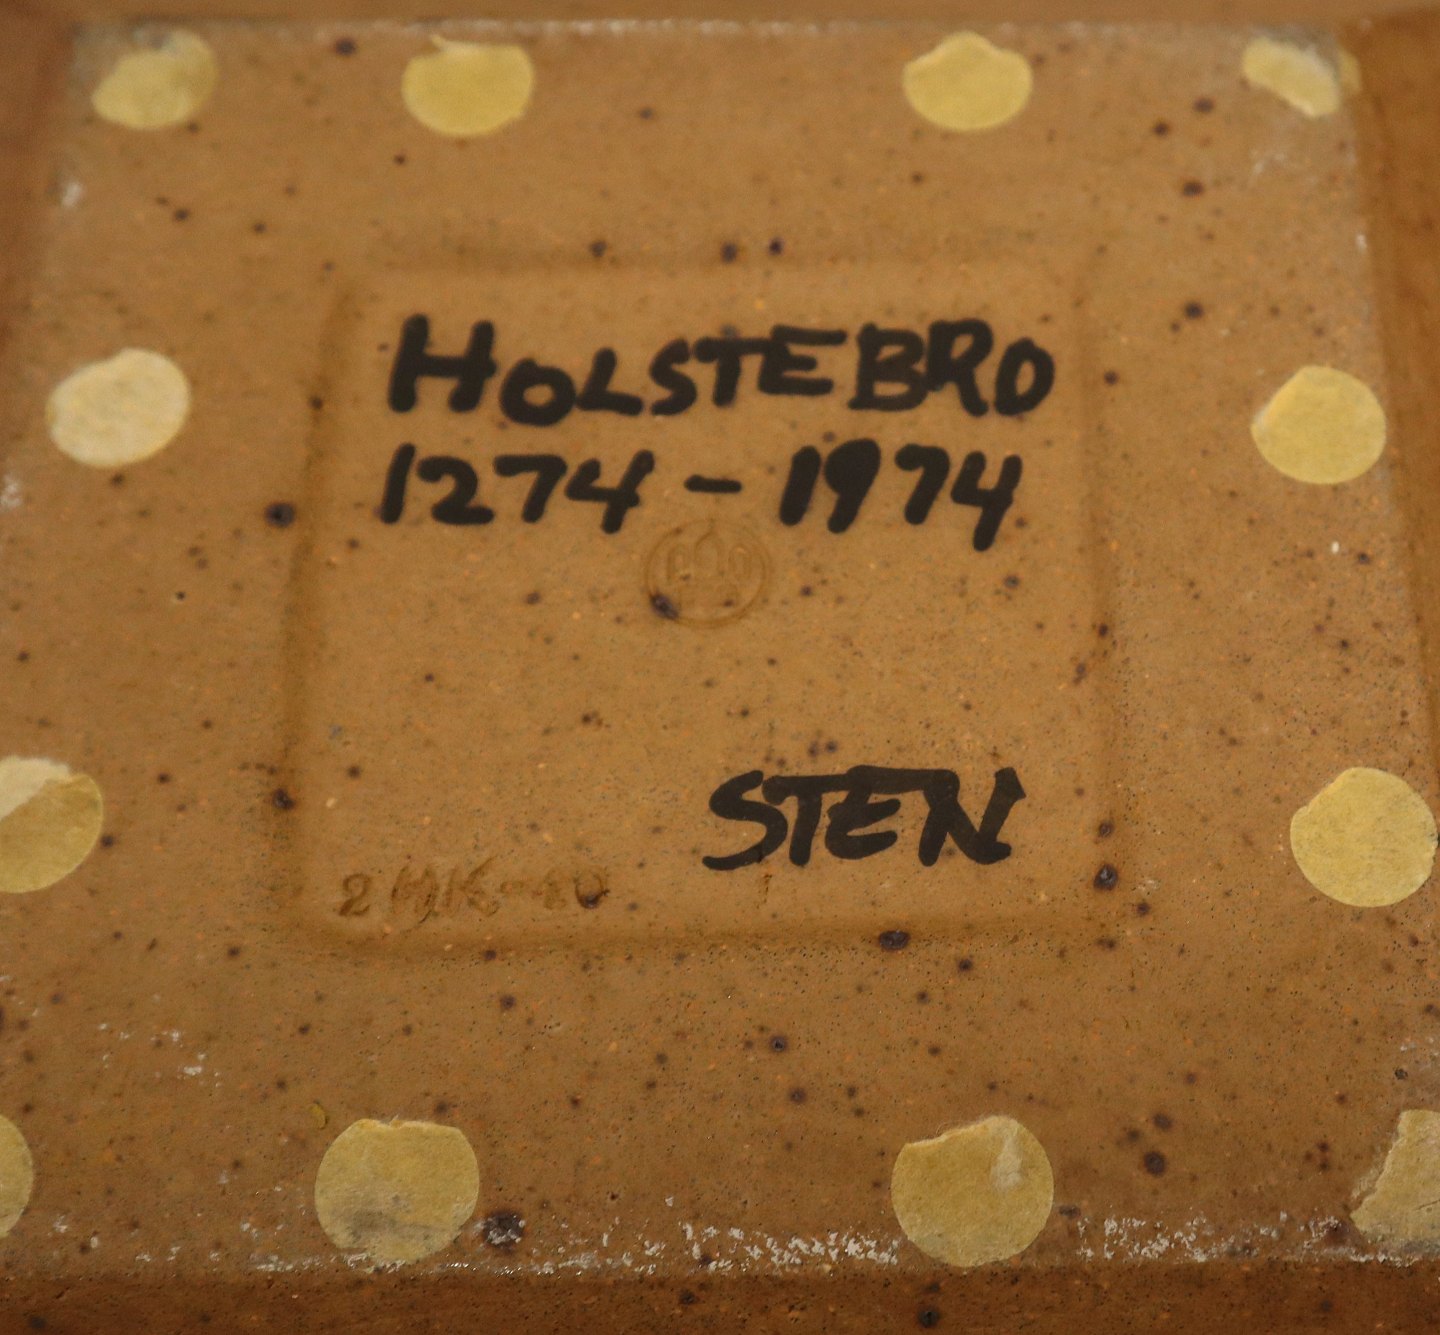 HOLSTEBRO
1274 - 1974
STEN